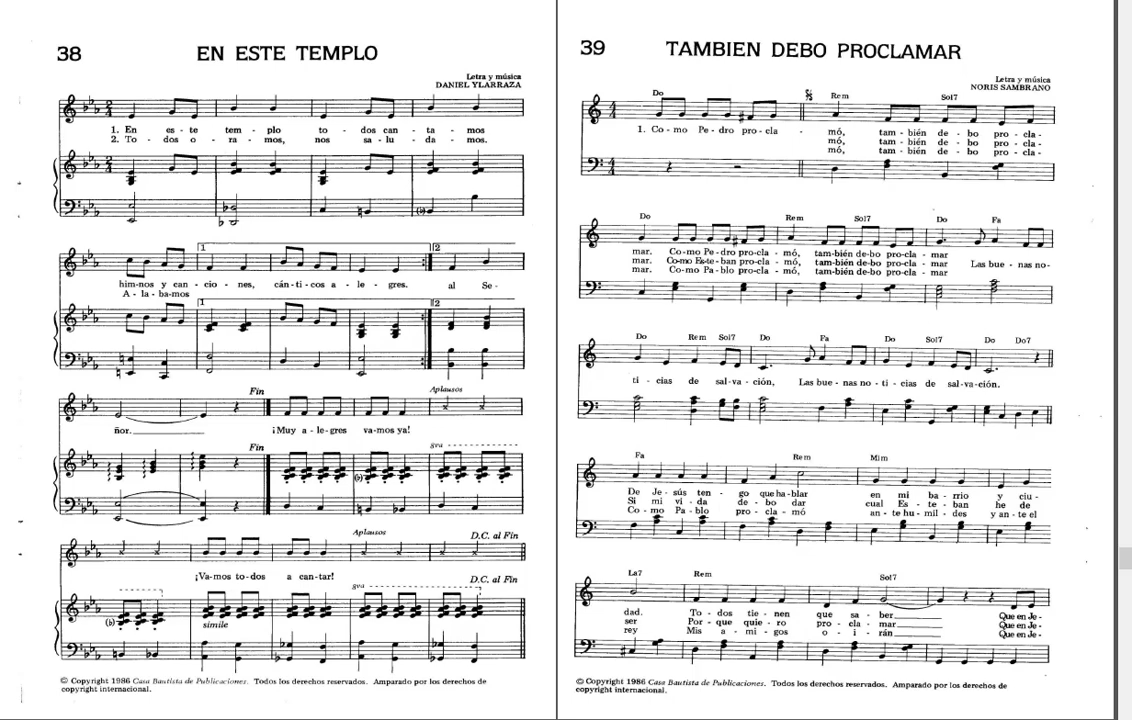 38 EN ESTE TEMPLO
Letra y música
DANIEL YLARRAZA
1. En es - te tem - plo to - dos can - ta - mos
2. To - dos o - ra - mos, nos sa - lu - da - mos.
1 2
him-nos y can - cio - nes, cán-ti-cos a - le - gres. al Se -
A - la - ba-mos
1 2
Fin Aplausos
ñor. ¡Muy a - le-gres va-mos ya!
Fin 8va
Aplausos D.C. al Fin
¡Va-mos to-dos a can-tar!
8va D.C. al Fin
simile
© Copyright 1986 Casa Bautista de Publicaciones. Todos los derechos reservados. Amparado por los derechos de
copyright internacional.
39 TAMBIEN DEBO PROCLAMAR
Letra y música
NORIS SAMBRANO
Do Rem Sol7
1. Co - mo Pe - dro pro-cla - mó, tam - bién de - bo pro - cla -
mó, tam - bién de - bo pro - cla -
mó, tam - bién de - bo pro - cla -
Do Rem Sol7 Do Fa
mar. Co-mo Pe-dro pro-cla - mó, tam-bién de-bo pro-cla - mar Las bue - nas no-
mar. Co-mo Es-te-ban pro-cla - mó, tam-bién de-bo pro-cla - mar
mar. Co-mo Pa-blo pro-cla - mó, tam-bién de-bo pro-cla - mar
Do Rem Sol7 Do Fa Do Sol7 Do Do7
ti - cias de sal-va - ción, Las bue - nas no - ti - cias de sal-va-ción.
Fa Rem Mim
De Je - sús ten - go que ha-blar en mi ba - rrio y ciu -
Si mi vi - da de - bo dar cual Es - te - ban he de
Co - mo Pa - blo pro - cla - mó an - te hu - mil - des y an - te el
La7 Rem Sol7
dad. To - dos tie - nen que sa - ber Que en Je -
ser Por - que quie - ro pro - cla - mar Que en Je -
rey Mis a - mi - gos o - i - rán Que en Je -
© Copyright 1986 Casa Bautista de Publicaciones. Todos los derechos reservados. Amparado por los derechos de
copyright internacional.